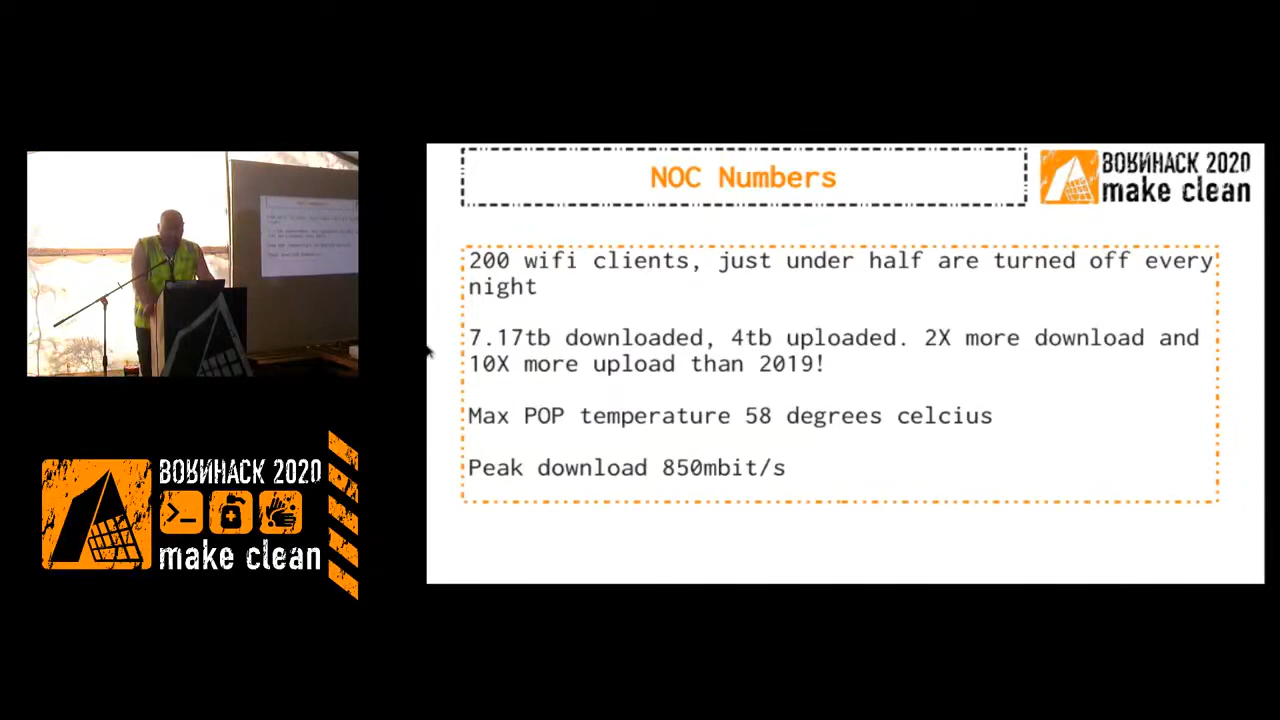 NOC Numbers
BORNHACK 2020
make clean
200 wifi clients, just under half are turned off every
night
7.17tb downloaded, 4tb uploaded. 2X more download and
10X more upload than 2019!
Max POP temperature 58 degrees celcius
Peak download 850mbit/s
BORNHACK 2020
>_
make clean